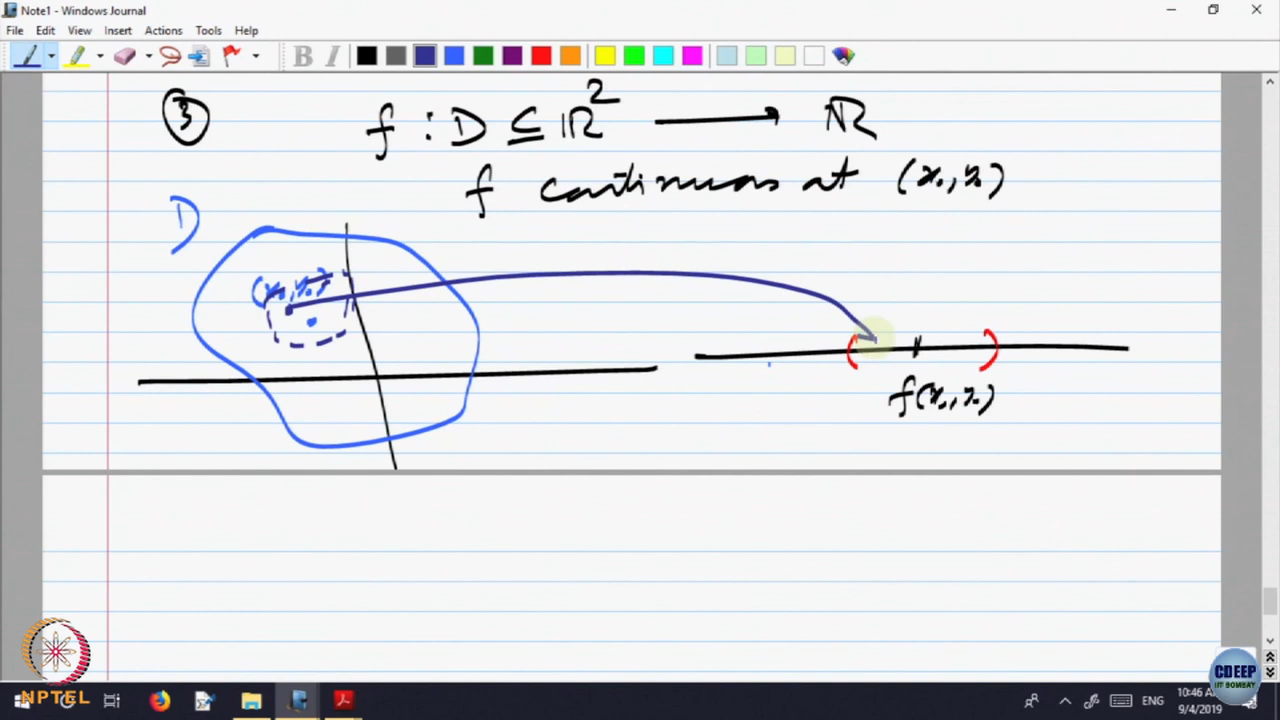 Note1 - Windows Journal
File Edit View Insert Actions Tools Help
B I
③ f : D ⊆ ℝ² ⟶ ℝ
f continuous at (x₀, y₀)
D
(x₀, y₀)
( )
f(x₀, y₀)
NPTEL
CDEEP
IIT BOMBAY
ENG
10:46 A
9/4/2019